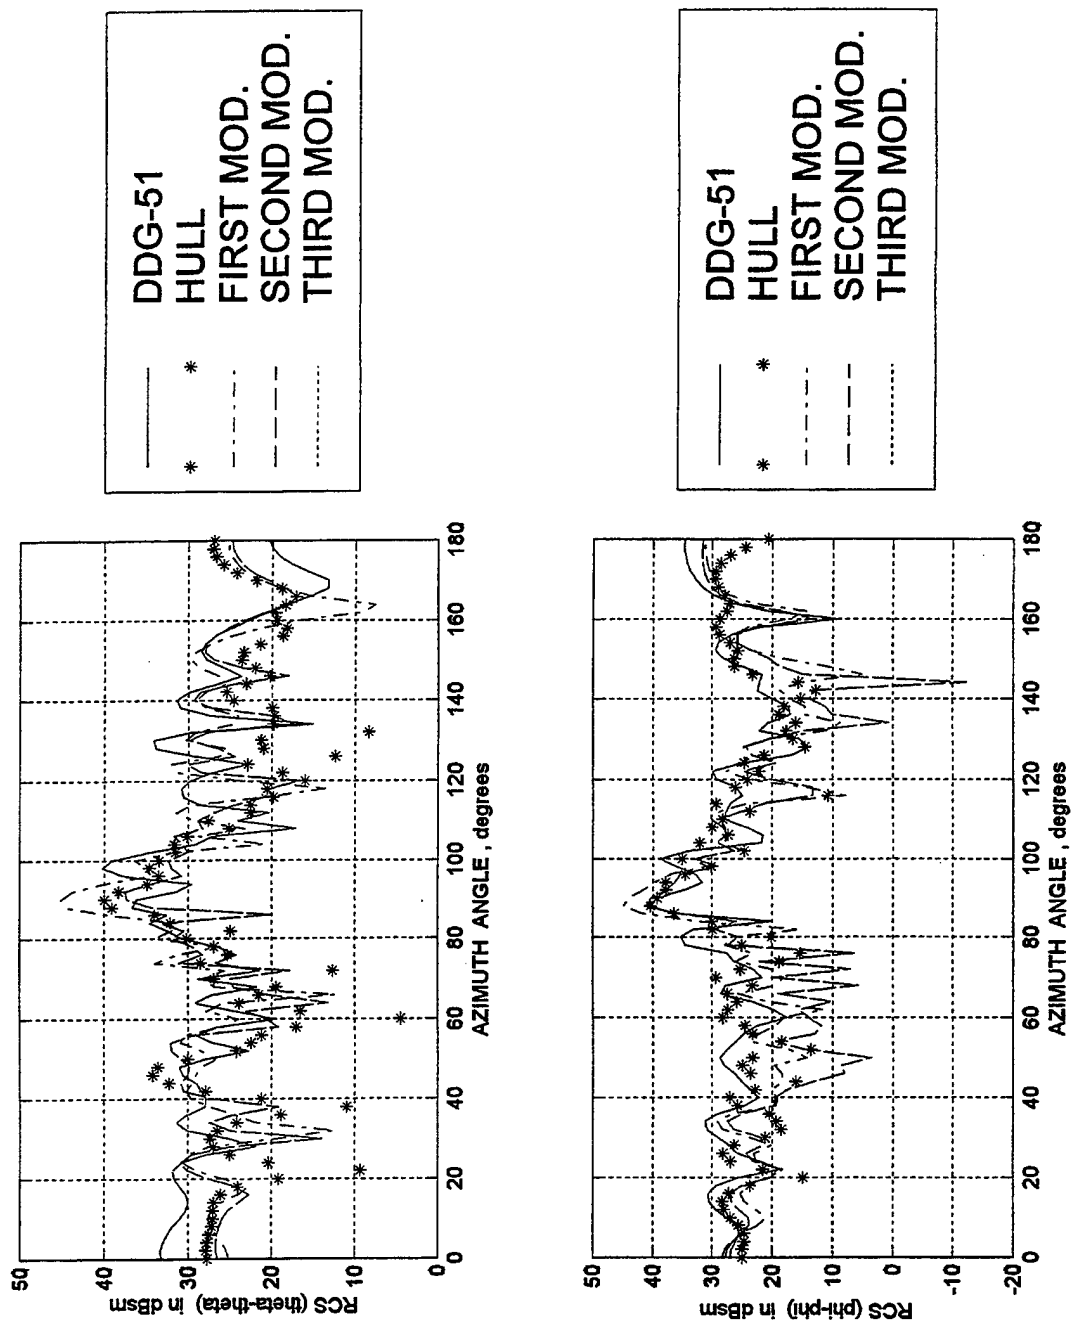 50
40
30
20
10
0
RCS (theta-theta) in dBsm
0
20
40
60
80
100
120
140
160
180
AZIMUTH ANGLE , degrees
DDG-51
HULL
FIRST MOD.
SECOND MOD.
THIRD MOD.
50
40
30
20
10
0
-10
-20
RCS (phi-phi) in dBsm
0
20
40
60
80
100
120
140
160
180
AZIMUTH ANGLE , degrees
DDG-51
HULL
FIRST MOD.
SECOND MOD.
THIRD MOD.